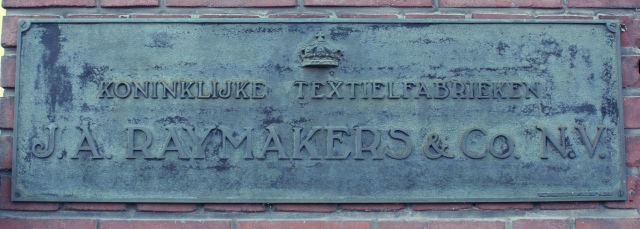 KONINKLIJKE TEXTIELFABRIEKEN
J.A. RAYMAKERS & Co. N.V.